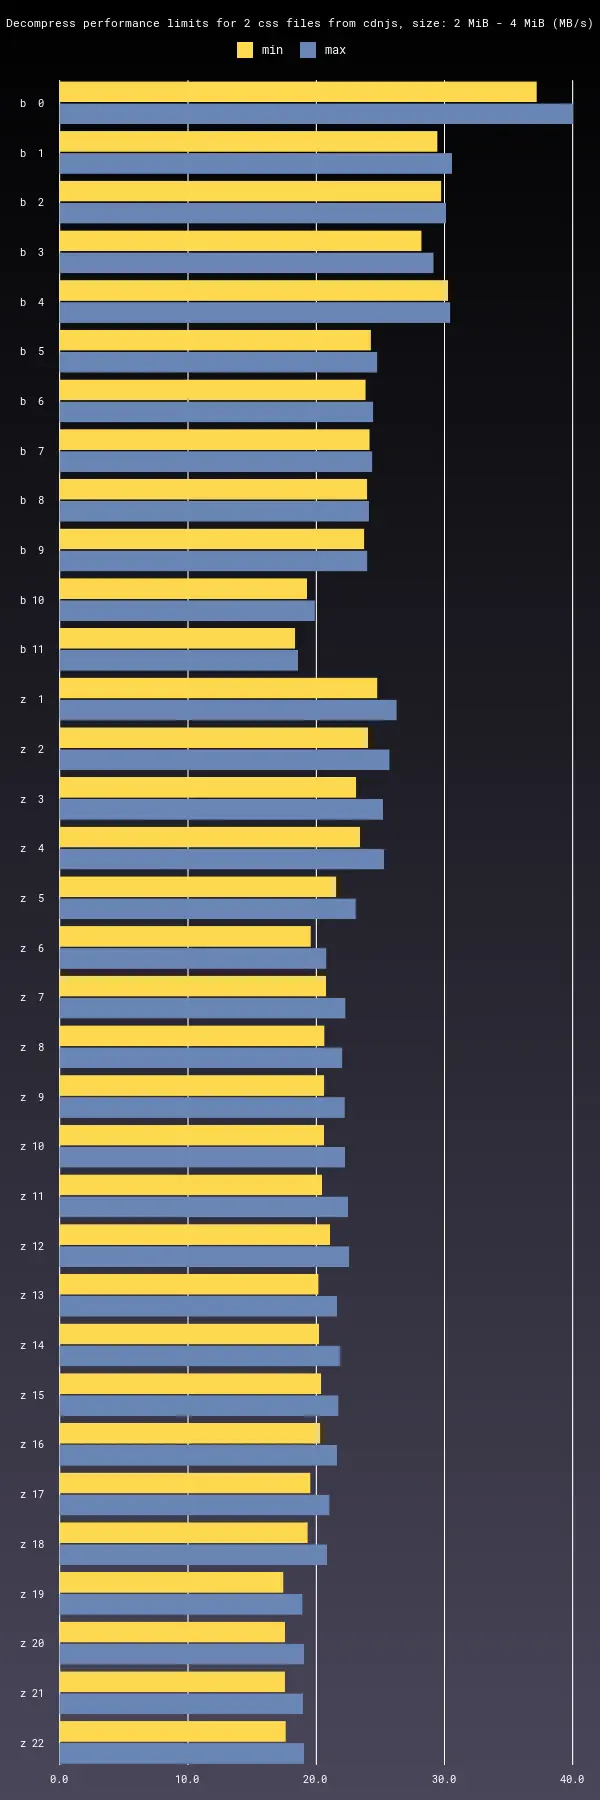 Decompress performance limits for 2 css files from cdnjs, size: 2 MiB - 4 MiB (MB/s)
min max
b 0
b 1
b 2
b 3
b 4
b 5
b 6
b 7
b 8
b 9
b 10
b 11
z 1
z 2
z 3
z 4
z 5
z 6
z 7
z 8
z 9
z 10
z 11
z 12
z 13
z 14
z 15
z 16
z 17
z 18
z 19
z 20
z 21
z 22
0.0 10.0 20.0 30.0 40.0